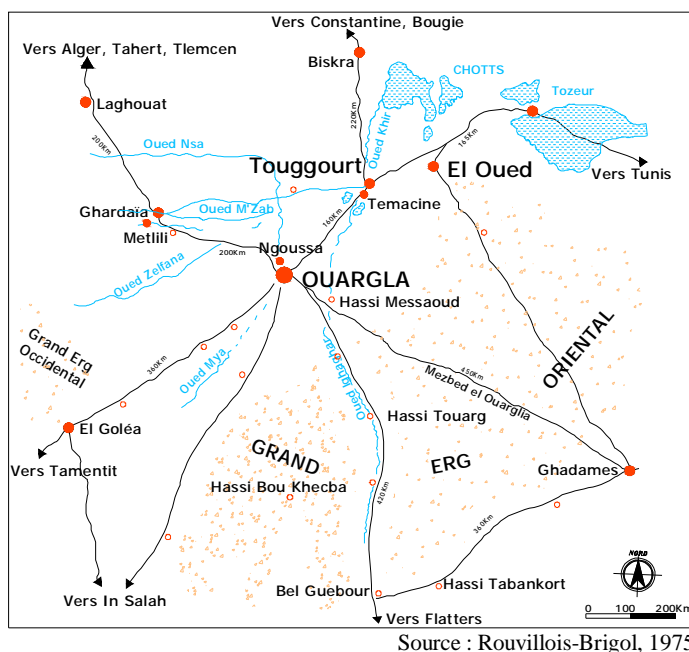 Vers Constantine, Bougie
Vers Alger, Tahert, Tlemcen
Biskra
CHOTTS
Tozeur
Laghouat
220Km
Oued Khir
165Km
200Km
Oued Nsa
Touggourt
El Oued
Vers Tunis
Ghardaïa
Oued M'Zab
Temacine
Metlili
160Km
Ngoussa
200Km
Oued Zelfana
OUARGLA
Hassi Messaoud
Grand Erg
Occidental
360Km
Oued Mya
Oued Ighaghar
450Km
Mezbed el Ouarglia
ORIENTAL
El Goléa
Hassi Touarg
GRAND
ERG
Vers Tamentit
Hassi Bou Khecba
Ghadames
420Km
360Km
NORD
Vers In Salah
Bel Guebour
Hassi Tabankort
0 100 200Km
Vers Flatters
Source : Rouvillois-Brigol, 1975